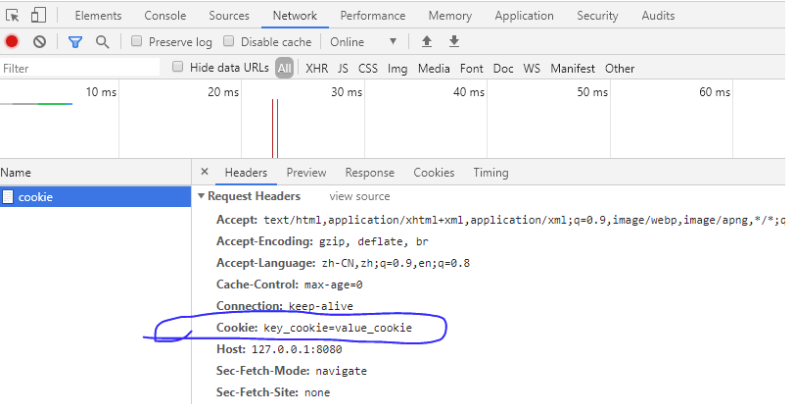 Elements Console Sources Network Performance Memory Application Security Audits
Preserve log Disable cache Online
Filter Hide data URLs All XHR JS CSS Img Media Font Doc WS Manifest Other
10 ms 20 ms 30 ms 40 ms 50 ms 60 ms
Name × Headers Preview Response Cookies Timing
cookie Request Headers view source
Accept: text/html,application/xhtml+xml,application/xml;q=0.9,image/webp,image/apng,*/*;q
Accept-Encoding: gzip, deflate, br
Accept-Language: zh-CN,zh;q=0.9,en;q=0.8
Cache-Control: max-age=0
Connection: keep-alive
Cookie: key_cookie=value_cookie
Host: 127.0.0.1:8080
Sec-Fetch-Mode: navigate
Sec-Fetch-Site: none